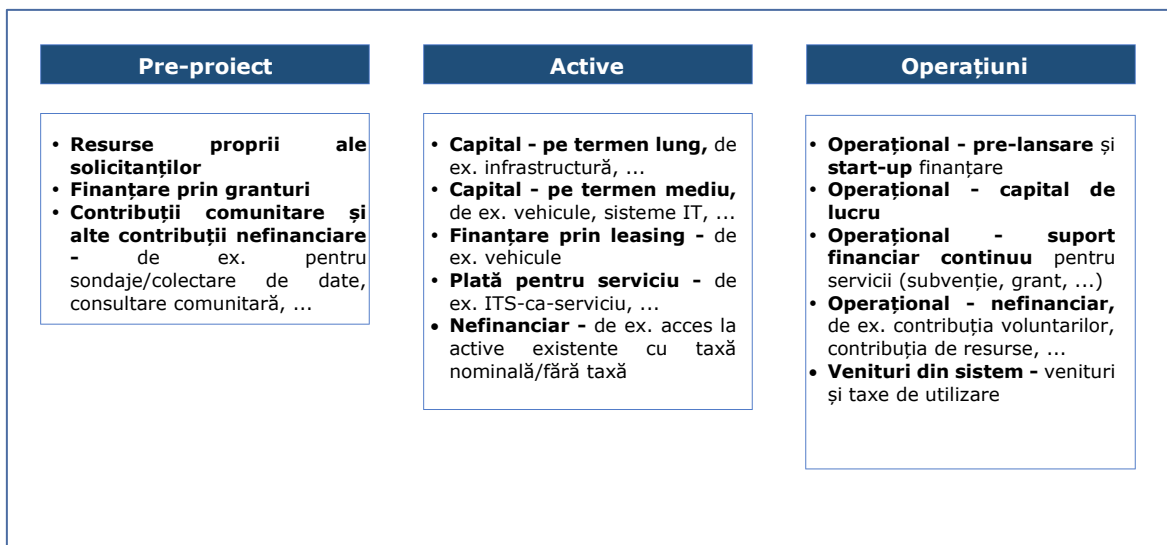 Pre-proiect
• Resurse proprii ale
solicitanților
• Finanțare prin granturi
• Contribuții comunitare și
alte contribuții nefinanciare
- de ex. pentru
sondaje/colectare de date,
consultare comunitară, ...
Active
• Capital - pe termen lung, de
ex. infrastructură, ...
• Capital - pe termen mediu,
de ex. vehicule, sisteme IT, ...
• Finanțare prin leasing - de
ex. vehicule
• Plată pentru serviciu - de
ex. ITS-ca-serviciu, ...
• Nefinanciar - de ex. acces la
active existente cu taxă
nominală/fără taxă
Operațiuni
• Operațional - pre-lansare și
start-up finanțare
• Operațional - capital de
lucru
• Operațional - suport
financiar continuu pentru
servicii (subvenție, grant, ...)
• Operațional - nefinanciar,
de ex. contribuția voluntarilor,
contribuția de resurse, ...
• Venituri din sistem - venituri
și taxe de utilizare